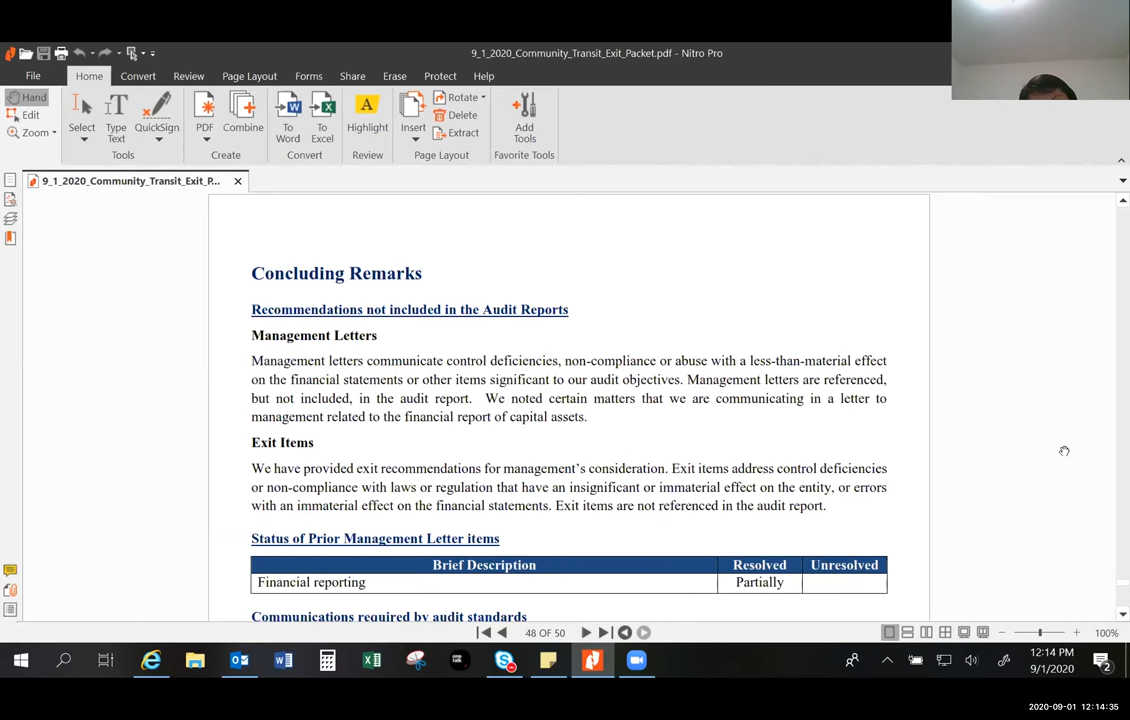 9_1_2020_Community_Transit_Exit_Packet.pdf - Nitro Pro
File Home Convert Review Page Layout Forms Share Erase Protect Help
Hand
Edit
Zoom
Select
Type Text
QuickSign
Tools
PDF
Combine
Create
To Word
To Excel
Convert
Highlight
Review
Insert
Rotate
Delete
Extract
Page Layout
Add Tools
Favorite Tools
9_1_2020_Community_Transit_Exit_P...
Concluding Remarks
Recommendations not included in the Audit Reports
Management Letters
Management letters communicate control deficiencies, non-compliance or abuse with a less-than-material effect
on the financial statements or other items significant to our audit objectives. Management letters are referenced,
but not included, in the audit report. We noted certain matters that we are communicating in a letter to
management related to the financial report of capital assets.
Exit Items
We have provided exit recommendations for management's consideration. Exit items address control deficiencies
or non-compliance with laws or regulation that have an insignificant or immaterial effect on the entity, or errors
with an immaterial effect on the financial statements. Exit items are not referenced in the audit report.
Status of Prior Management Letter items
Brief Description Resolved Unresolved
Financial reporting Partially
Communications required by audit standards
48 OF 50
100%
12:14 PM
9/1/2020
2
2020-09-01 12:14:35